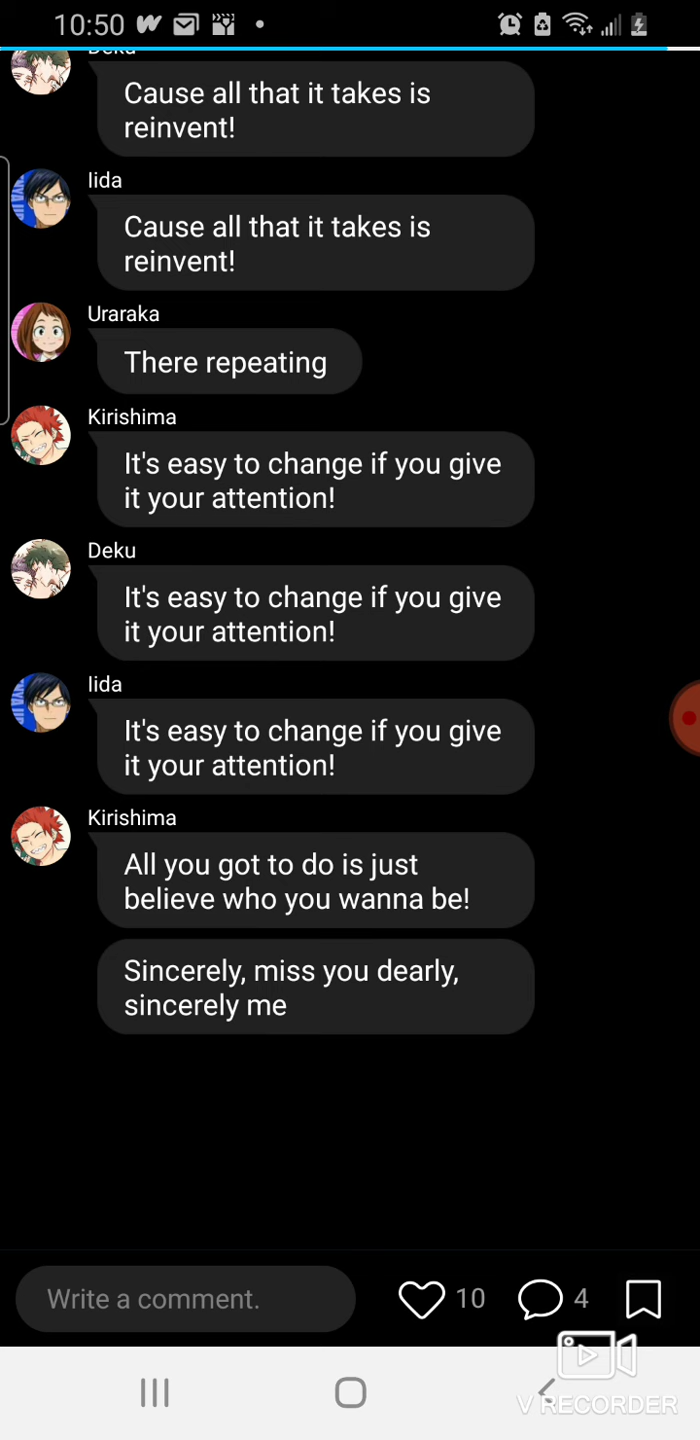 10:50
Deku
Cause all that it takes is
reinvent!
Iida
Cause all that it takes is
reinvent!
Uraraka
There repeating
Kirishima
It's easy to change if you give
it your attention!
Deku
It's easy to change if you give
it your attention!
Iida
It's easy to change if you give
it your attention!
Kirishima
All you got to do is just
believe who you wanna be!
Sincerely, miss you dearly,
sincerely me
Write a comment.
10
4
V RECORDER